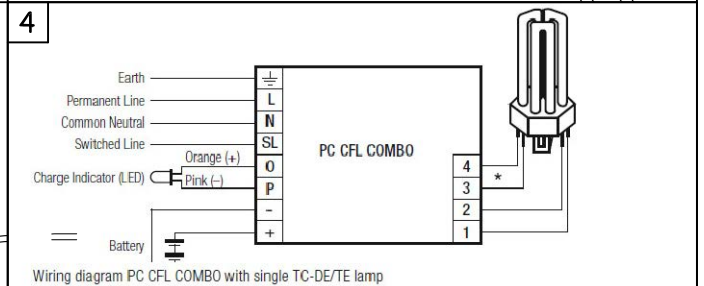 4
Earth
Permanent Line
Common Neutral
Switched Line
Orange (+)
Charge Indicator (LED)
Pink (–)
Battery
L
N
SL
O
P
-
+
PC CFL COMBO
4
3
*
2
1
Wiring diagram PC CFL COMBO with single TC-DE/TE lamp